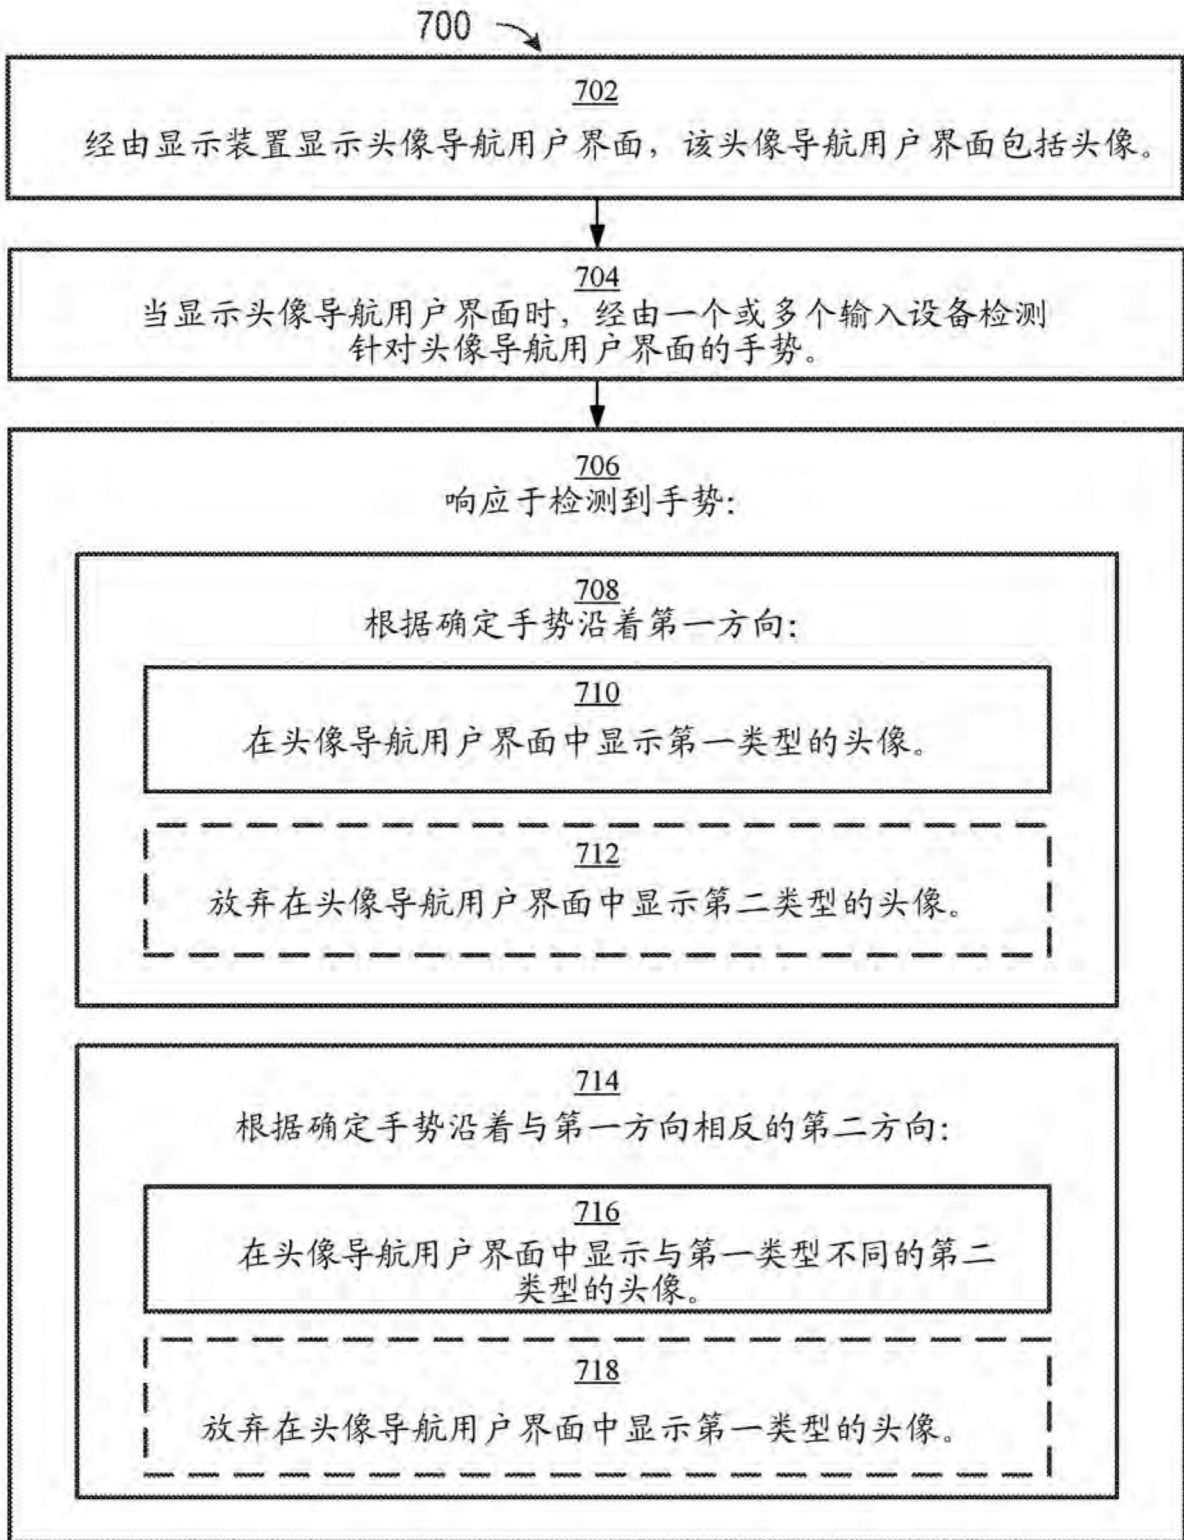 700
702
经由显示装置显示头像导航用户界面，该头像导航用户界面包括头像。
704
当显示头像导航用户界面时，经由一个或多个输入设备检测
针对头像导航用户界面的手势。
706
响应于检测到手势：
708
根据确定手势沿着第一方向：
710
在头像导航用户界面中显示第一类型的头像。
712
放弃在头像导航用户界面中显示第二类型的头像。
714
根据确定手势沿着与第一方向相反的第二方向：
716
在头像导航用户界面中显示与第一类型不同的第二
类型的头像。
718
放弃在头像导航用户界面中显示第一类型的头像。